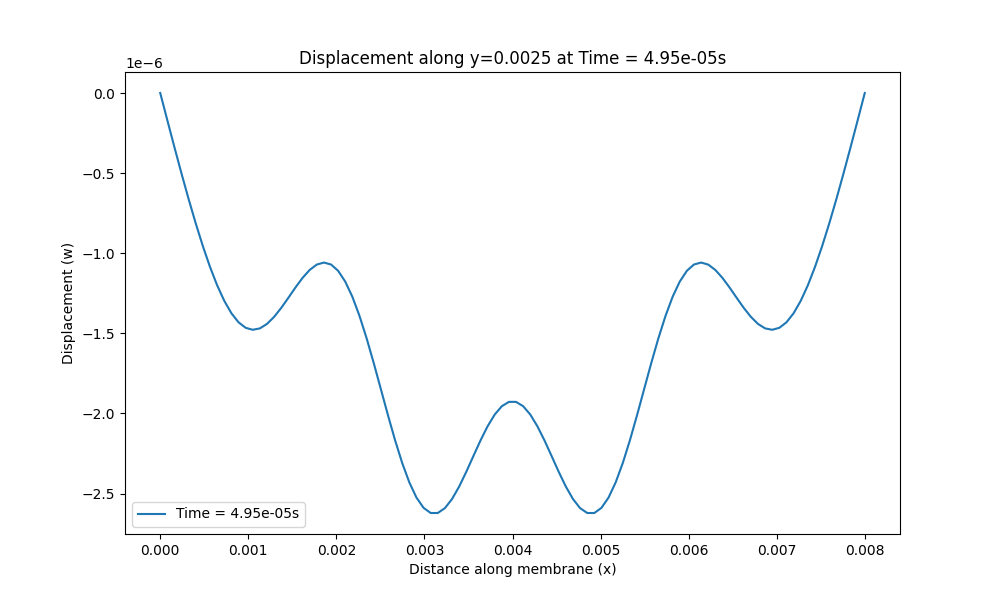 Displacement along y=0.0025 at Time = 4.95e-05s
1e−6
0.0
−0.5
−1.0
−1.5
−2.0
−2.5
Displacement (w)
Time = 4.95e-05s
0.000 0.001 0.002 0.003 0.004 0.005 0.006 0.007 0.008
Distance along membrane (x)